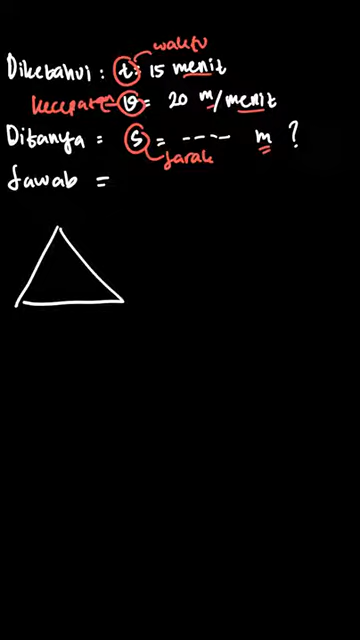 waktu
Diketahui : t = 15 menit
kecepatan v = 20 m/menit
Ditanya = S = ---- m ?
jarak
Jawab =